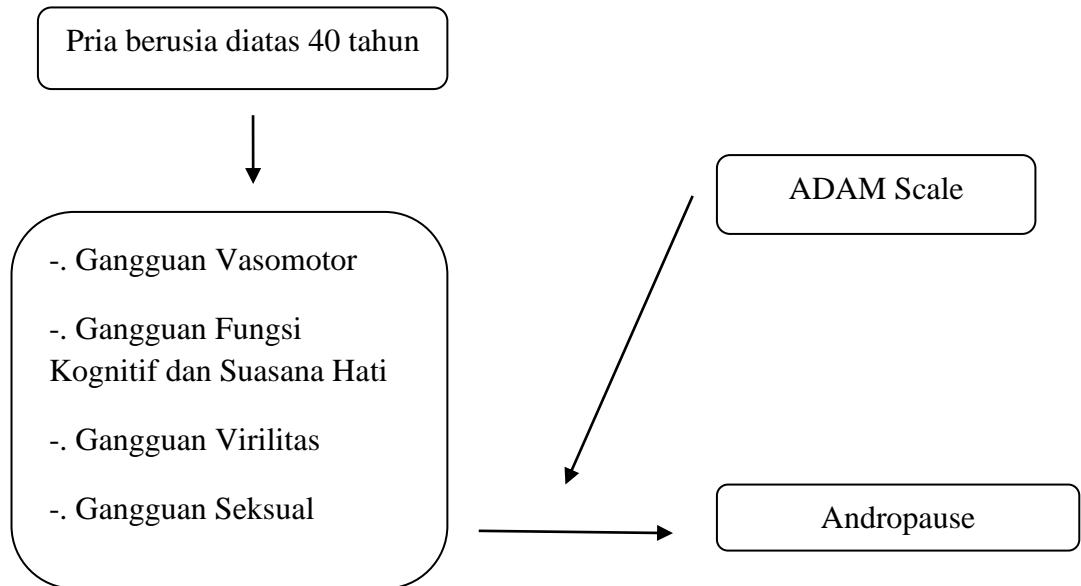 Pria berusia diatas 40 tahun
ADAM Scale
-. Gangguan Vasomotor
-. Gangguan Fungsi
Kognitif dan Suasana Hati
-. Gangguan Virilitas
-. Gangguan Seksual
Andropause